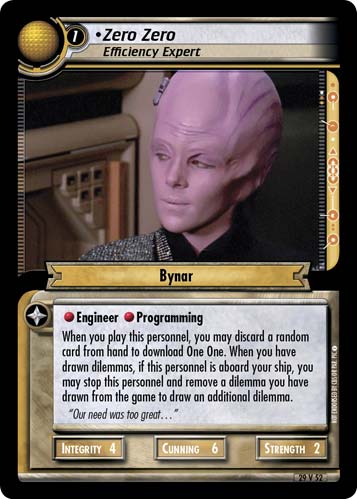 1
•Zero Zero
Efficiency Expert
Bynar
Engineer Programming
When you play this personnel, you may discard a random
card from hand to download One One. When you have
drawn dilemmas, if this personnel is aboard your ship, you
may stop this personnel and remove a dilemma you have
drawn from the game to draw an additional dilemma.
"Our need was too great…"
INTEGRITY 4 CUNNING 6 STRENGTH 2
29 V 52